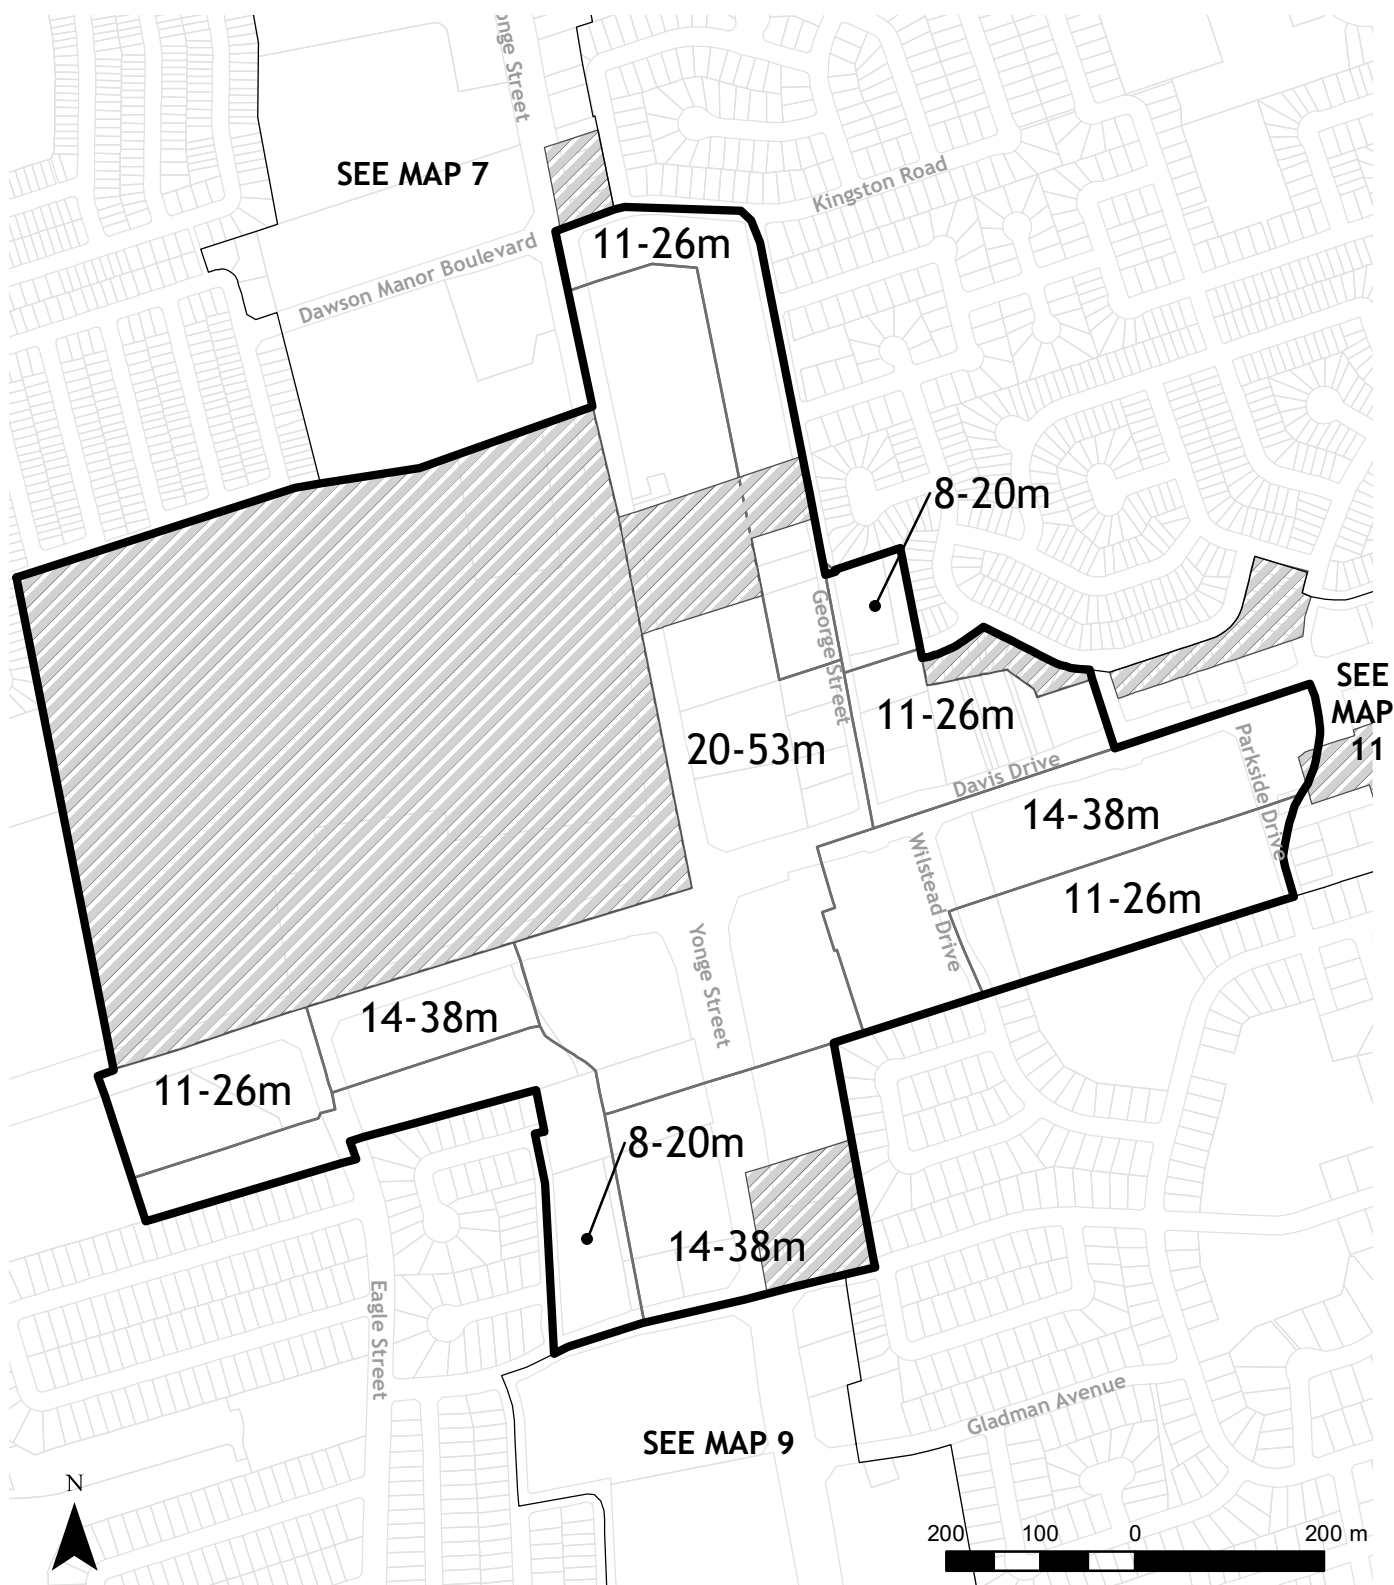 onge Street
SEE MAP 7
Kingston Road
11-26m
Dawson Manor Boulevard
8-20m
George Street
SEE
MAP
11
11-26m
20-53m
Parkside Drive
Davis Drive
14-38m
Wilstead Drive
11-26m
Yonge Street
14-38m
11-26m
8-20m
14-38m
Eagle Street
Gladman Avenue
SEE MAP 9
N
200 100 0 200 m